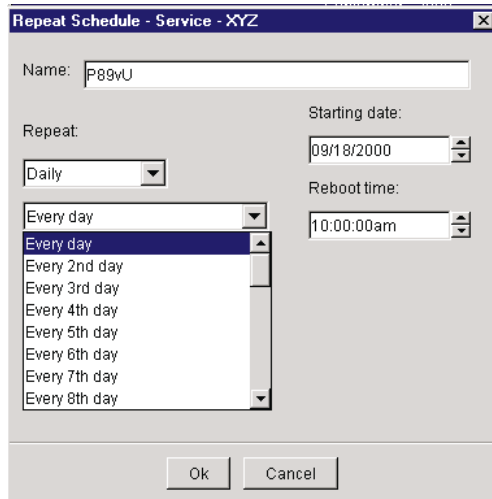 Repeat Schedule - Service - XYZ
Name: P89vU
Repeat:
Daily
Every day
Every day
Every 2nd day
Every 3rd day
Every 4th day
Every 5th day
Every 6th day
Every 7th day
Every 8th day
Starting date:
09/18/2000
Reboot time:
10:00:00am
Ok Cancel